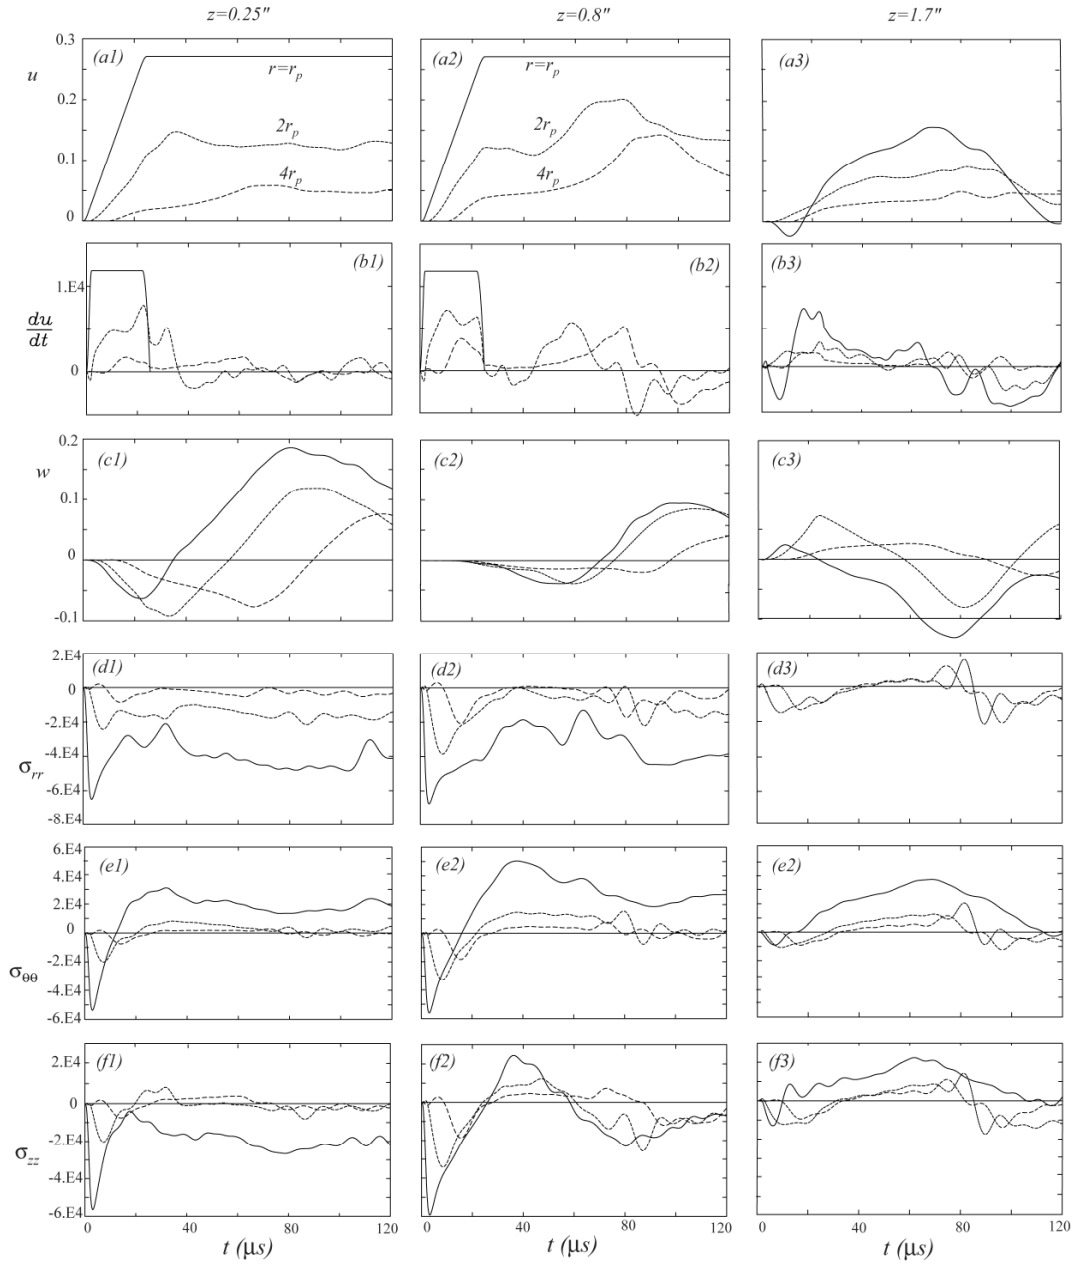 z=0.25" z=0.8" z=1.7"
0.3 (a1) (a2) (a3)
u r=r_p r=r_p
0.2
2r_p 2r_p
0.1
4r_p 4r_p
0
(b1) (b2) (b3)
1.E4
du/dt
0
0.2
(c1) (c2) (c3)
w
0.1
0
-0.1
2.E4 (d1) (d2) (d3)
0
-2.E4
-4.E4
σrr
-6.E4
-8.E4
6.E4
(e1) (e2) (e2)
4.E4
2.E4
0
-2.E4
σθθ
-4.E4
-6.E4
(f1) (f2) (f3)
2.E4
0
-2.E4
σzz
-4.E4
-6.E4
0 40 80 120 0 40 80 120 0 40 80 120
t (μs) t (μs) t (μs)